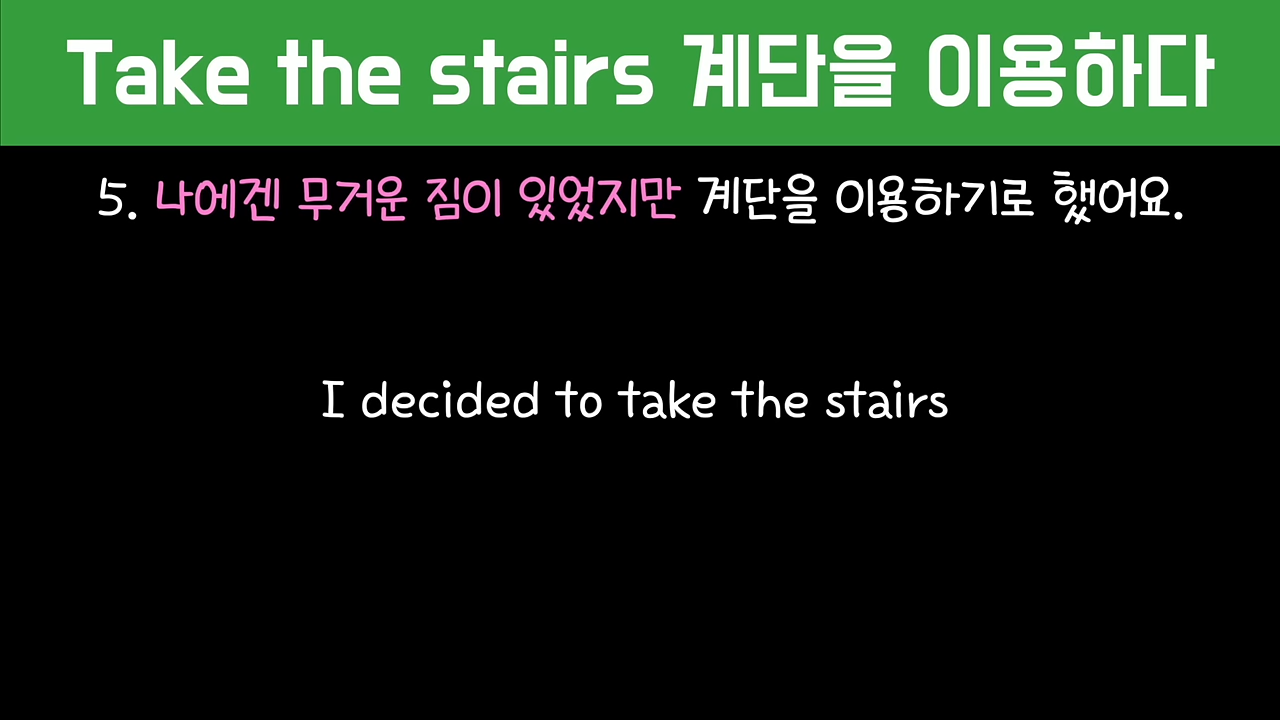 Take the stairs 계단을 이용하다
5. 나에겐 무거운 짐이 있었지만 계단을 이용하기로 했어요.
I decided to take the stairs